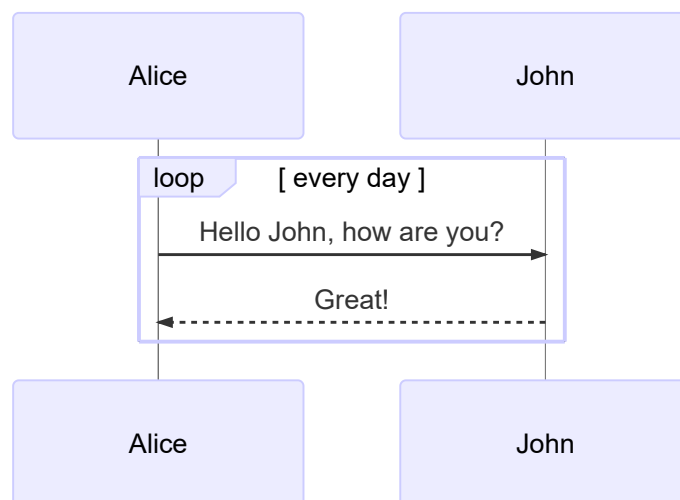 Alice
John
loop
[ every day ]
Hello John, how are you?
Great!
Alice
John